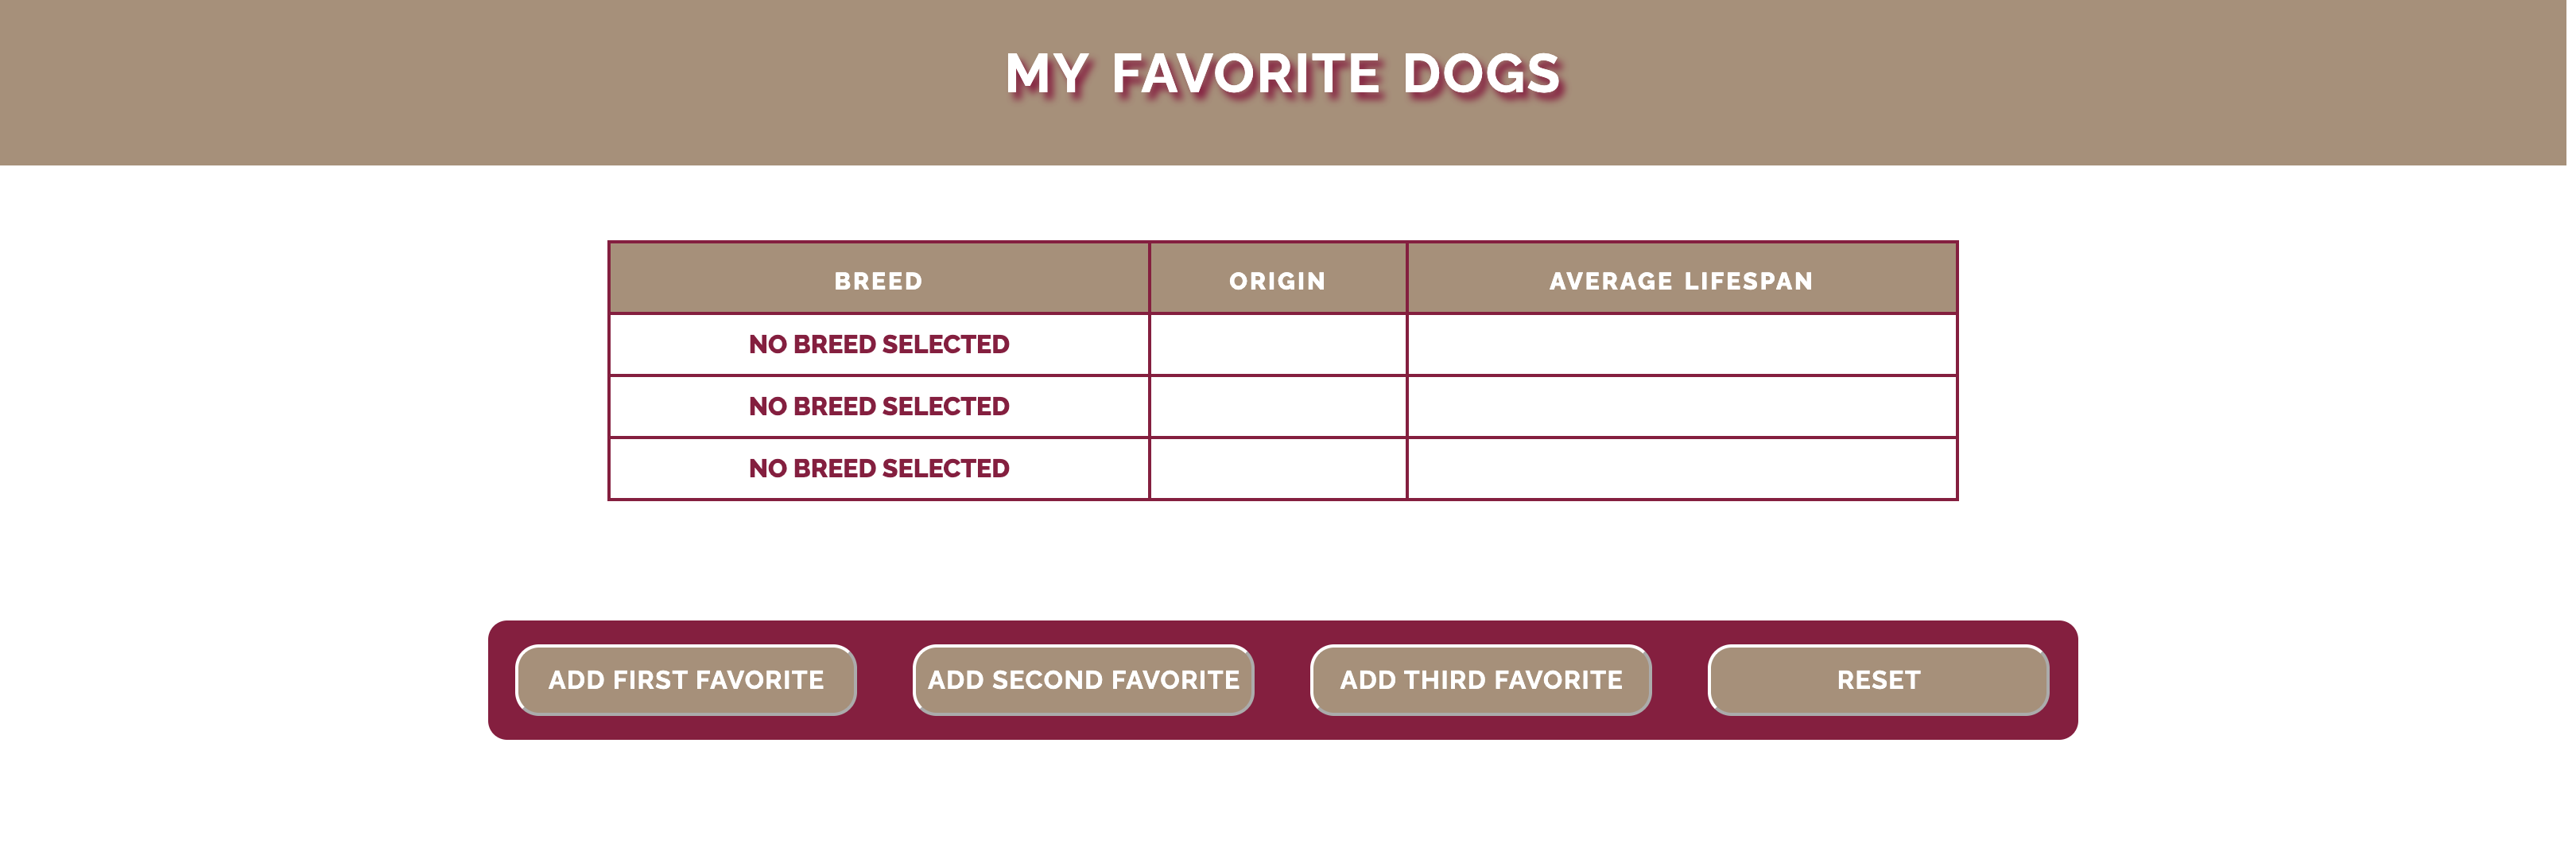 MY FAVORITE DOGS
BREED ORIGIN AVERAGE LIFESPAN
NO BREED SELECTED
NO BREED SELECTED
NO BREED SELECTED
ADD FIRST FAVORITE ADD SECOND FAVORITE ADD THIRD FAVORITE RESET